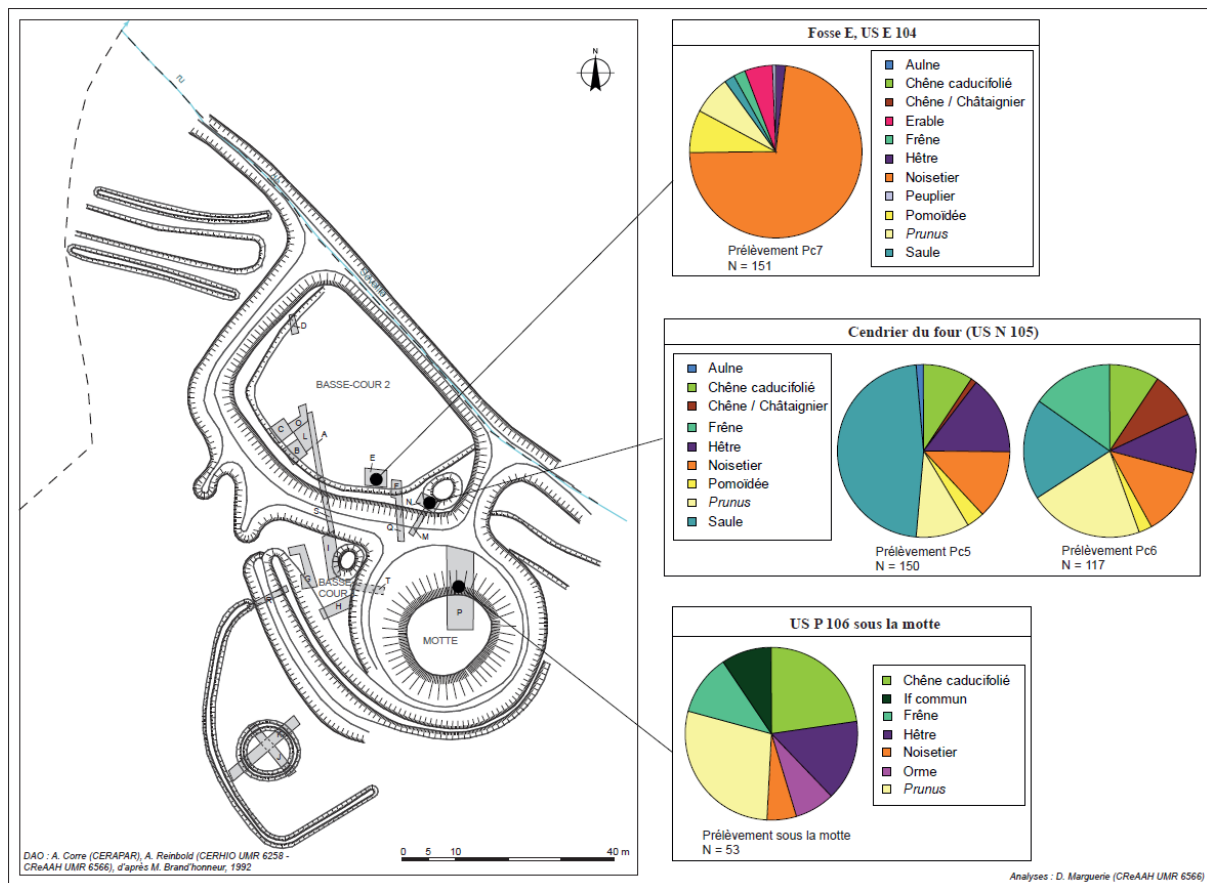 N
ru
ruisseau
D
BASSE-COUR 2
C
O
L
A
B
E
F
N
S
Q
M
I
G
BASSE-
COUR
T
R
H
P
MOTTE
J
DAO : A. Corre (CERAPAR), A. Reinbold (CERHIO UMR 6258 -
CReAAH UMR 6566), d'après M. Brand'honneur, 1992
0 5 10 40 m
Fosse E, US E 104
Aulne
Chêne caducifolié
Chêne / Châtaignier
Erable
Frêne
Hêtre
Noisetier
Peuplier
Pomoïdée
Prunus
Saule
Prélèvement Pc7
N = 151
Cendrier du four (US N 105)
Aulne
Chêne caducifolié
Chêne / Châtaignier
Frêne
Hêtre
Noisetier
Pomoïdée
Prunus
Saule
Prélèvement Pc5
N = 150
Prélèvement Pc6
N = 117
US P 106 sous la motte
Chêne caducifolié
If commun
Frêne
Hêtre
Noisetier
Orme
Prunus
Prélèvement sous la motte
N = 53
Analyses : D. Marguerie (CReAAH UMR 6566)